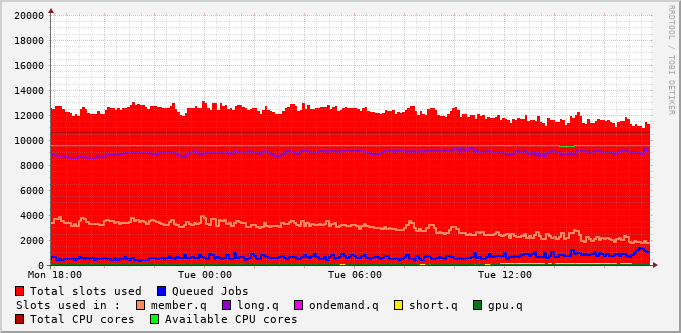 RRDTOOL / TOBI OETIKER
20000
18000
16000
14000
12000
10000
8000
6000
4000
2000
0
Mon 18:00 Tue 00:00 Tue 06:00 Tue 12:00
Total slots used Queued Jobs
Slots used in : member.q long.q ondemand.q short.q gpu.q
Total CPU cores Available CPU cores